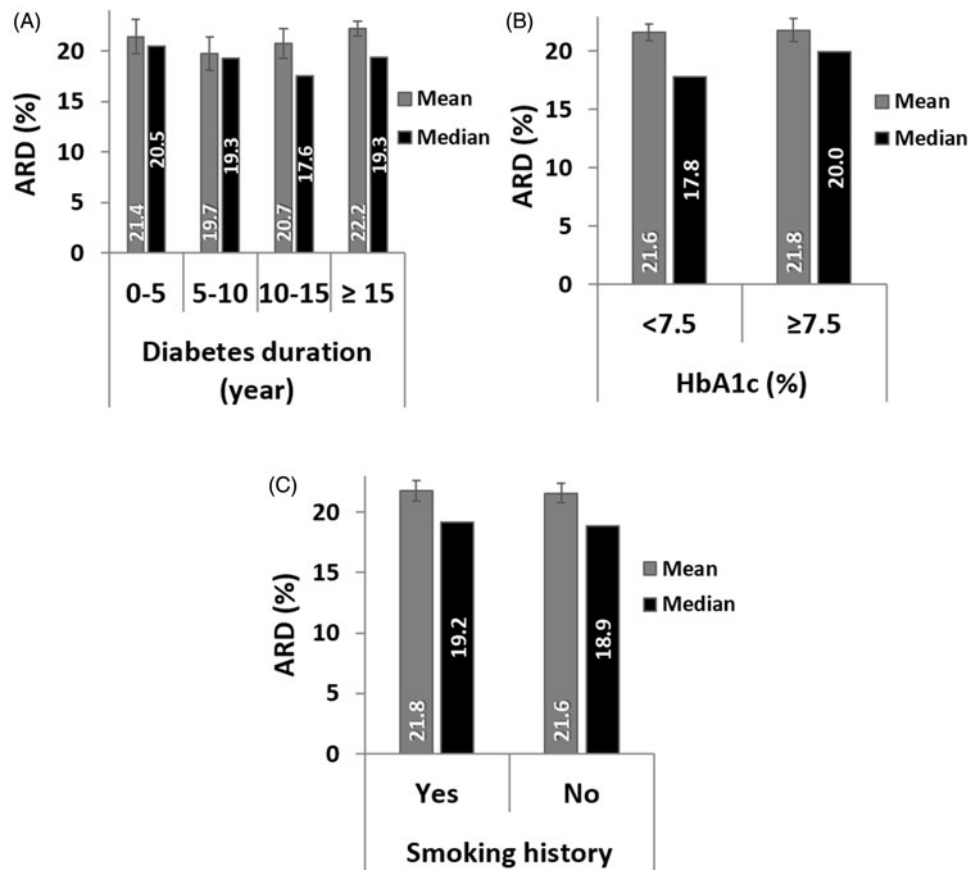 (A)
20
15
10
5
0
ARD (%)
21.4
20.5
19.7
19.3
20.7
17.6
22.2
19.3
Mean
Median
0-5
5-10
10-15
≥ 15
Diabetes duration
(year)
(B)
20
15
10
5
0
ARD (%)
21.6
17.8
21.8
20.0
Mean
Median
<7.5
≥7.5
HbA1c (%)
(C)
20
15
10
5
0
ARD (%)
21.8
19.2
21.6
18.9
Mean
Median
Yes
No
Smoking history